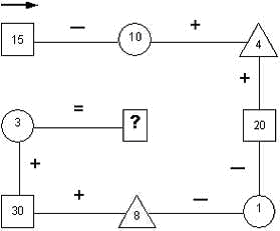 − +
15 10 4
+
= 
3 ? 20
+ −
+ −
30 8 1